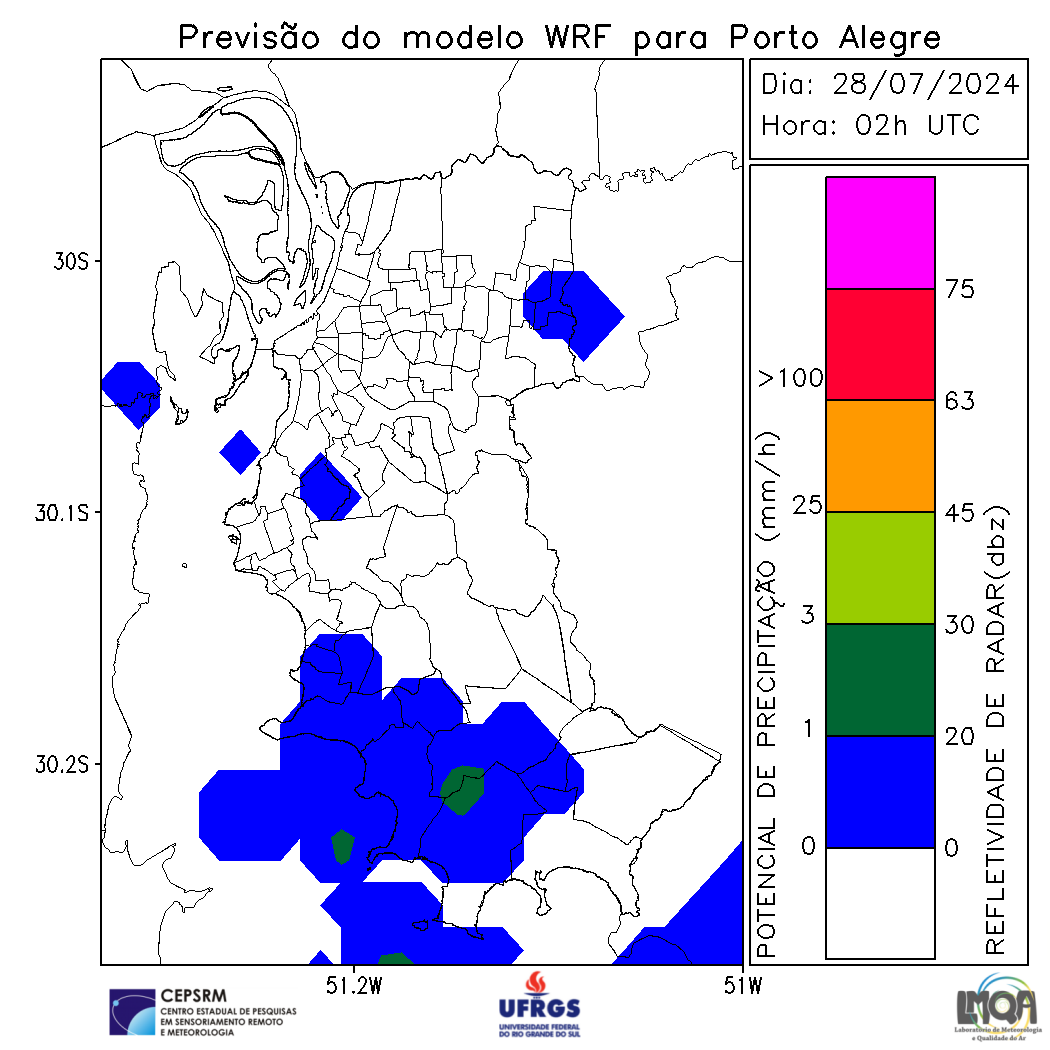 Previsão do modelo WRF para Porto Alegre
Dia: 28/07/2024
Hora: 02h UTC
30S
30.1S
30.2S
51.2W
51W
POTENCIAL DE PRECIPITAÇÃO (mm/h)
>100
25
3
1
0
75
63
45
30
20
0
REFLETIVIDADE DE RADAR(dbz)
CEPSRM
CENTRO ESTADUAL DE PESQUISAS
EM SENSORIAMENTO REMOTO
E METEOROLOGIA
UFRGS
UNIVERSIDADE FEDERAL
DO RIO GRANDE DO SUL
LMQA
Laboratório de Meteorologia
e Qualidade do Ar